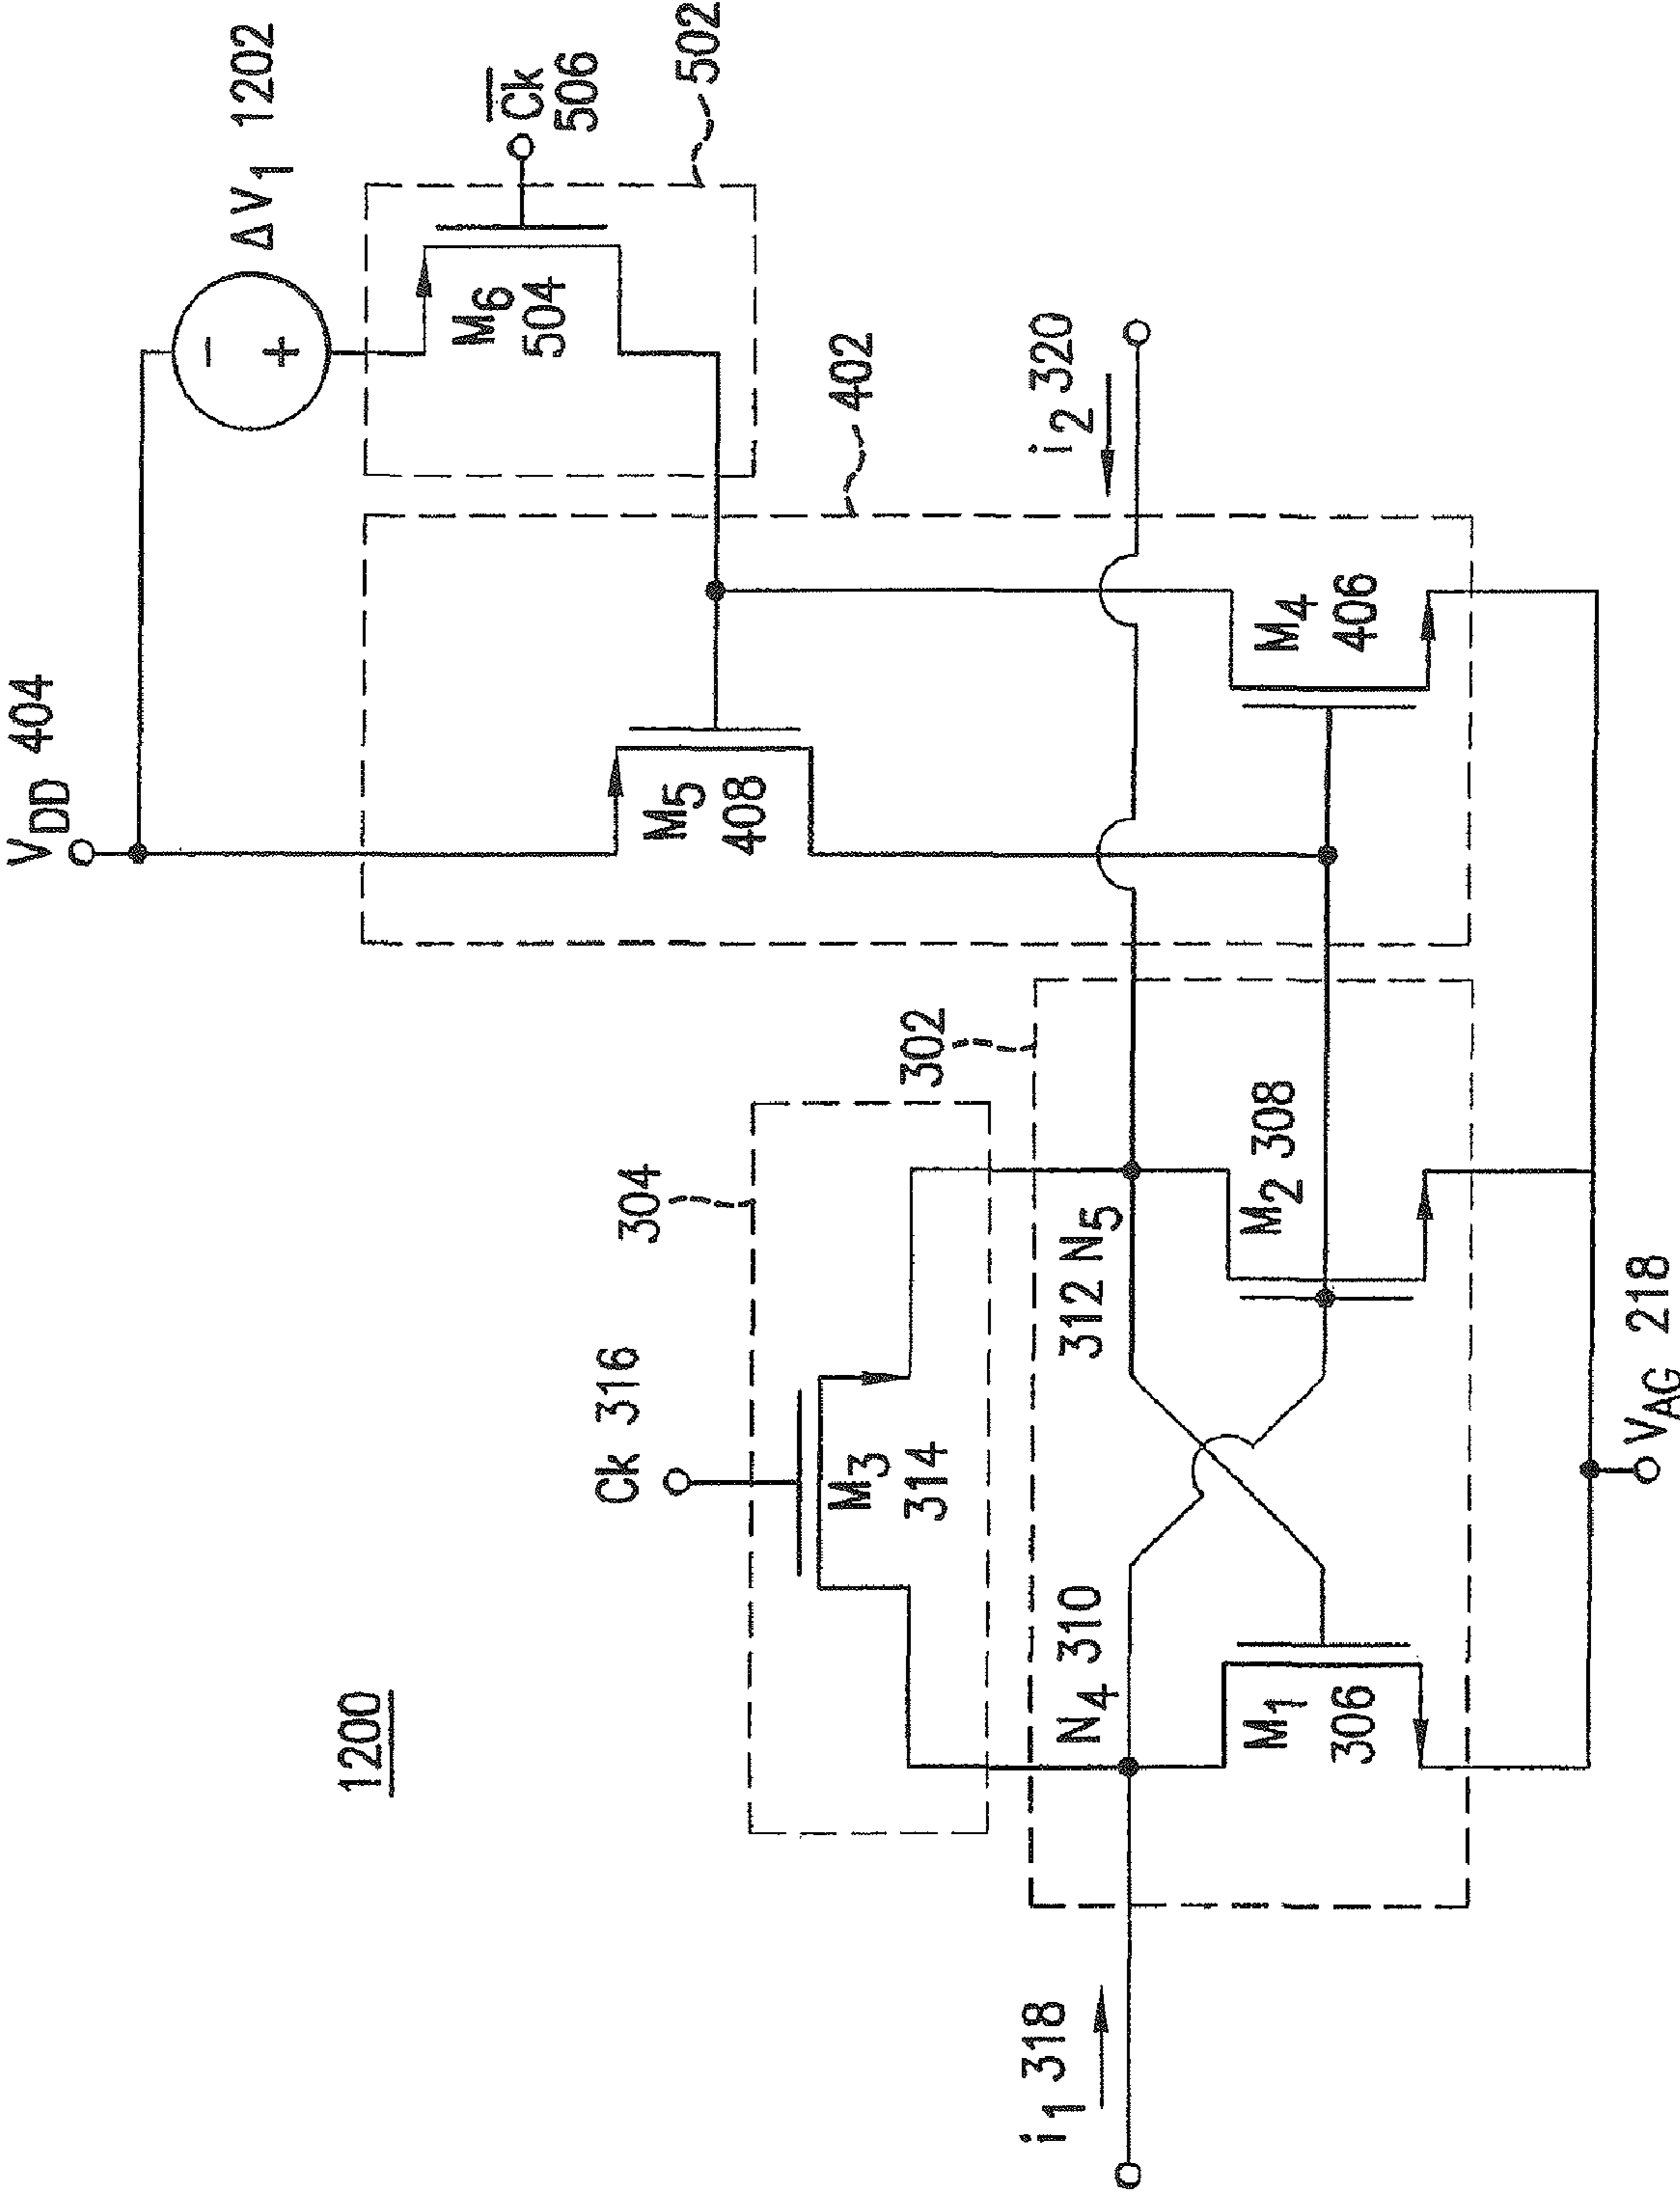 1200
V_DD 404
ΔV_1 1202
C̅k̅
506
502
M_6
504
402
M_5
408
i_2 320
M_4
406
304
Ck 316
M_3
314
302
312 N_5
M_2 308
N_4 310
M_1
306
i_1 318
V_AG 218
−
+